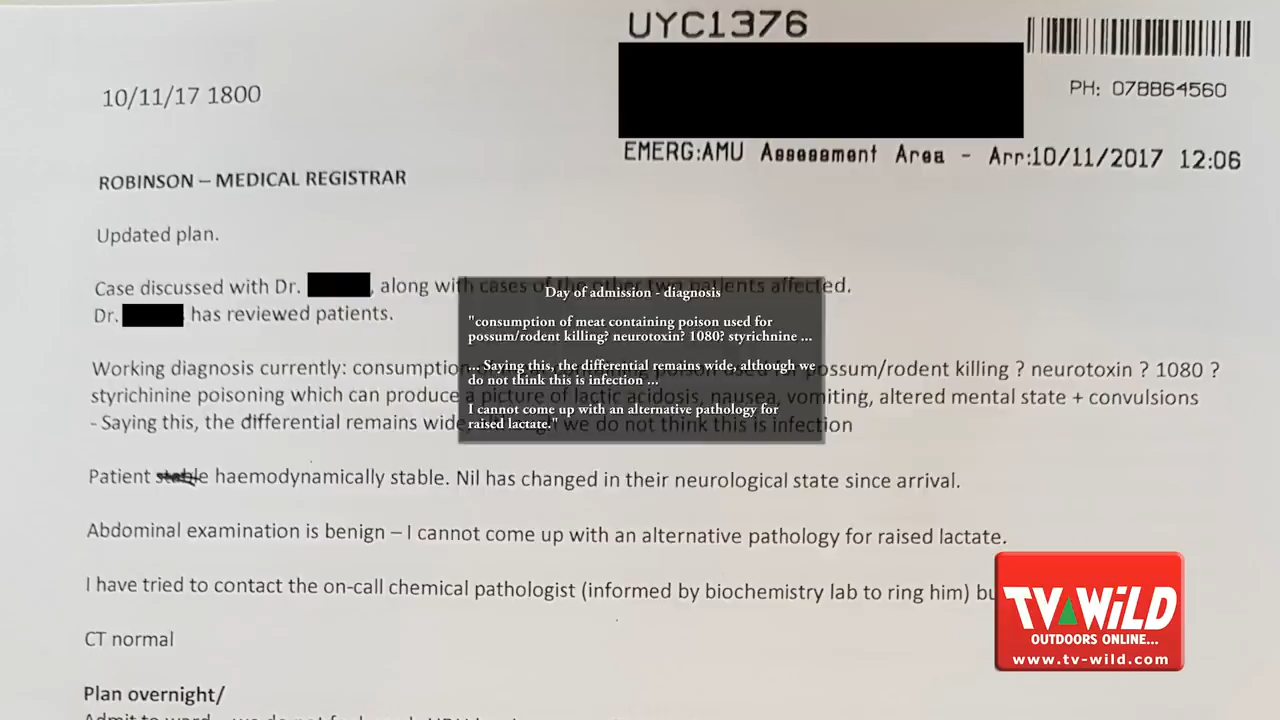 UYC1376
10/11/17 1800
PH: 078864560
EMERG:AMU Assessment Area - Arr:10/11/2017 12:06
ROBINSON – MEDICAL REGISTRAR
Updated plan.
Case discussed with Dr. , along with cases of the other two patients affected.
Dr. has reviewed patients.
Working diagnosis currently: consumption possum/rodent killing ? neurotoxin ? 1080 ?
styrichinine poisoning which can produce a picture of lactic acidosis, nausea, vomiting, altered mental state + convulsions
- Saying this, the differential remains wide, although we do not think this is infection
Day of admission - diagnosis
"consumption of meat containing poison used for
possum/rodent killing? neurotoxin? 1080? styrichnine ...
... Saying this, the differential remains wide, although we
do not think this is infection ...
I cannot come up with an alternative pathology for
raised lactate."
Patient stable haemodynamically stable. Nil has changed in their neurological state since arrival.
Abdominal examination is benign – I cannot come up with an alternative pathology for raised lactate.
I have tried to contact the on-call chemical pathologist (informed by biochemistry lab to ring him)
CT normal
Plan overnight/
TV WiLD
OUTDOORS ONLINE...
www.tv-wild.com